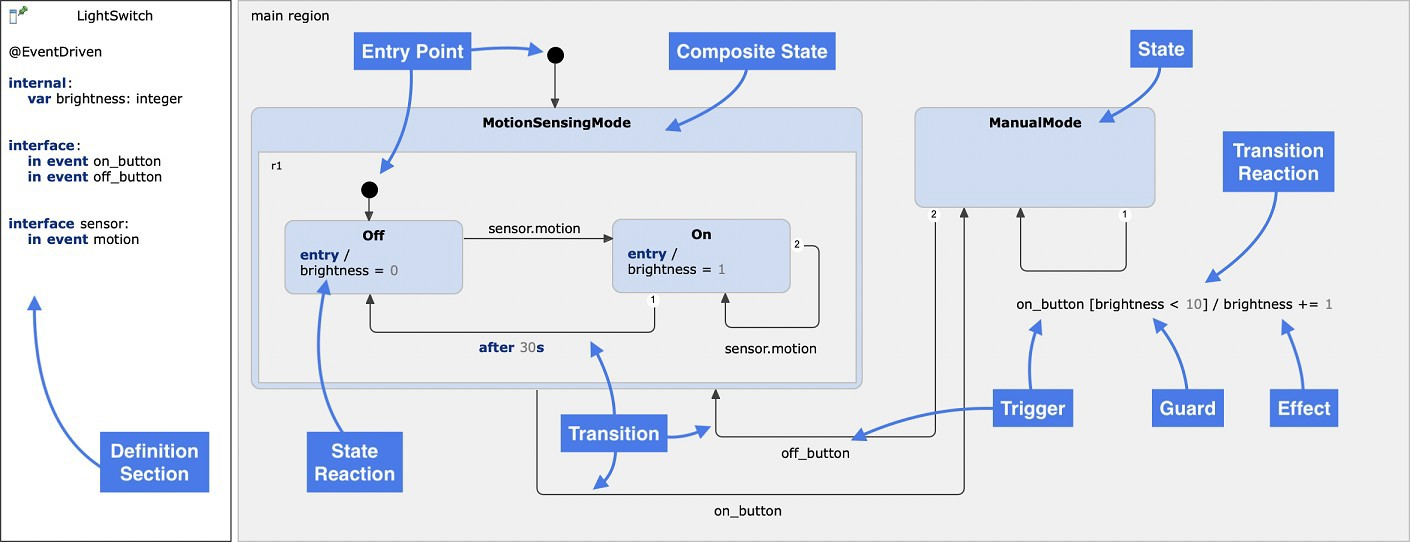 LightSwitch
@EventDriven
internal:
var brightness: integer
interface:
in event on_button
in event off_button
interface sensor:
in event motion
Definition
Section
main region
Entry Point
Composite State
State
MotionSensingMode
ManualMode
Transition
Reaction
r1
2
1
Off
entry /
brightness = 0
sensor.motion
On
entry /
brightness = 1
2
1
after 30s
sensor.motion
on_button [brightness < 10] / brightness += 1
Trigger
Guard
Effect
Transition
State
Reaction
off_button
on_button